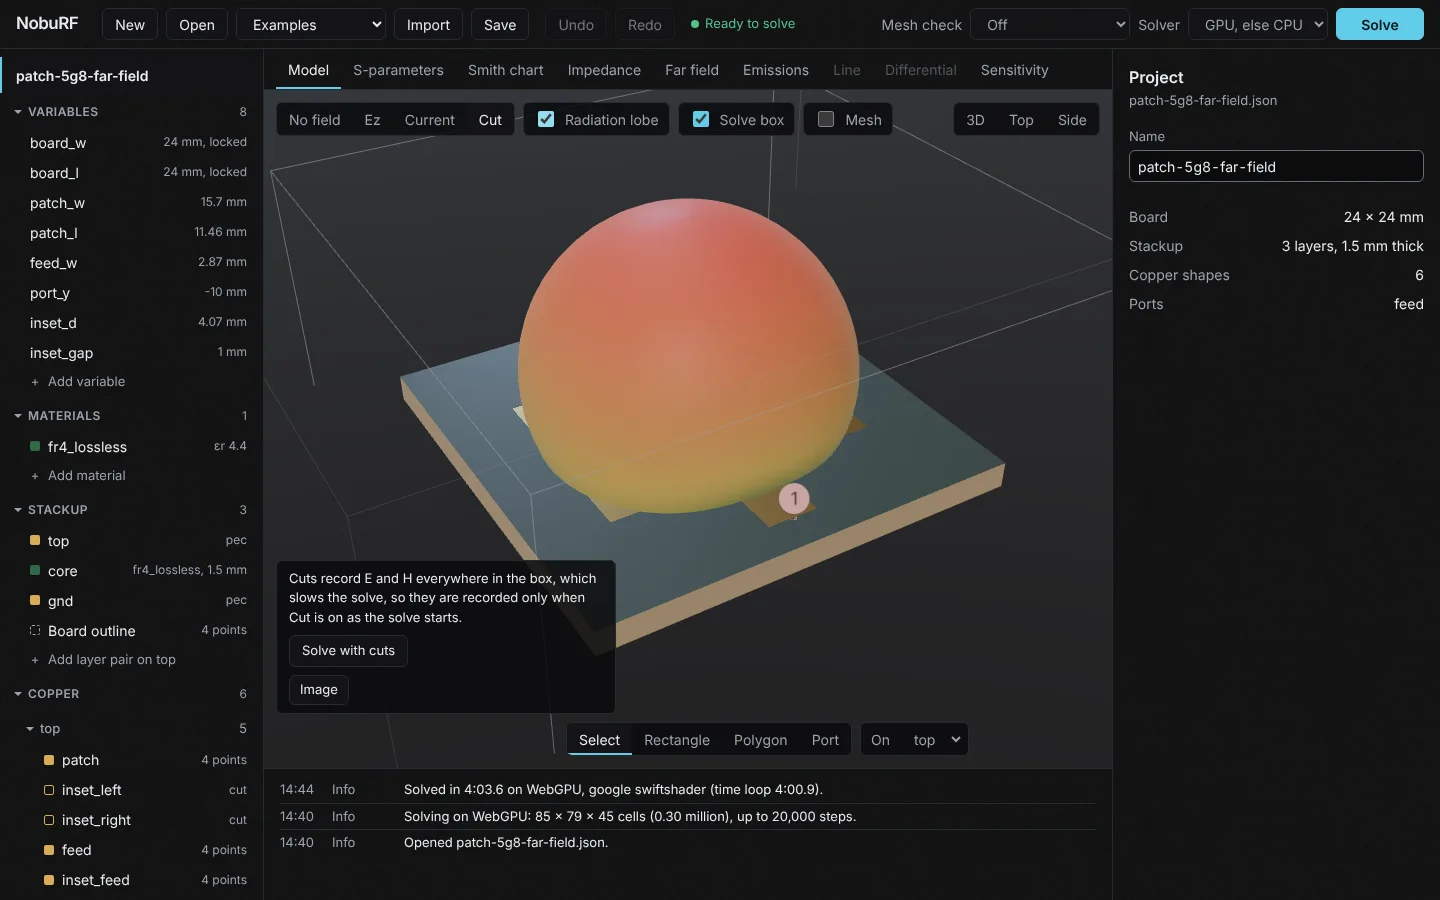 NobuRF New Open Examples Import Save Undo Redo Ready to solve Mesh check Off Solver GPU, else CPU Solve
patch-5g8-far-field
VARIABLES 8
board_w 24 mm, locked
board_l 24 mm, locked
patch_w 15.7 mm
patch_l 11.46 mm
feed_w 2.87 mm
port_y -10 mm
inset_d 4.07 mm
inset_gap 1 mm
+ Add variable
MATERIALS 1
fr4_lossless εr 4.4
+ Add material
STACKUP 3
top pec
core fr4_lossless, 1.5 mm
gnd pec
Board outline 4 points
+ Add layer pair on top
COPPER 6
top 5
patch 4 points
inset_left cut
inset_right cut
feed 4 points
inset_feed 4 points
Model S-parameters Smith chart Impedance Far field Emissions Line Differential Sensitivity
No field Ez Current Cut Radiation lobe Solve box Mesh 3D Top Side
1
Cuts record E and H everywhere in the box, which
slows the solve, so they are recorded only when
Cut is on as the solve starts.
Solve with cuts
Image
Select Rectangle Polygon Port On top
14:44 Info Solved in 4:03.6 on WebGPU, google swiftshader (time loop 4:00.9).
14:40 Info Solving on WebGPU: 85 × 79 × 45 cells (0.30 million), up to 20,000 steps.
14:40 Info Opened patch-5g8-far-field.json.
Project
patch-5g8-far-field.json
Name
patch-5g8-far-field
Board 24 × 24 mm
Stackup 3 layers, 1.5 mm thick
Copper shapes 6
Ports feed